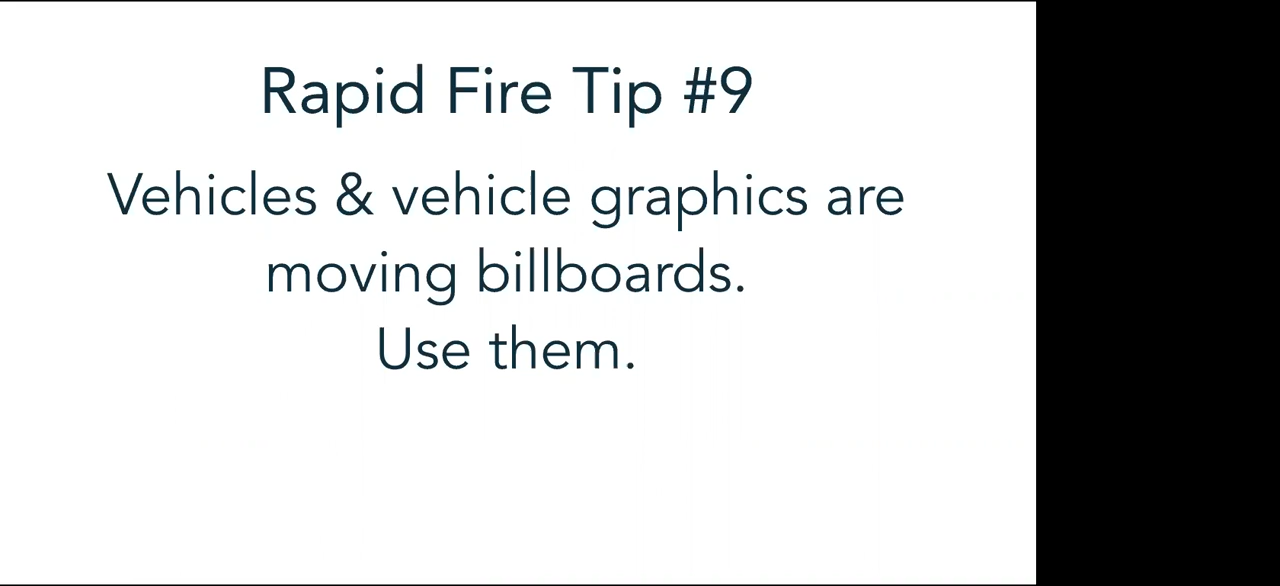 Rapid Fire Tip #9
Vehicles & vehicle graphics are
moving billboards.
Use them.